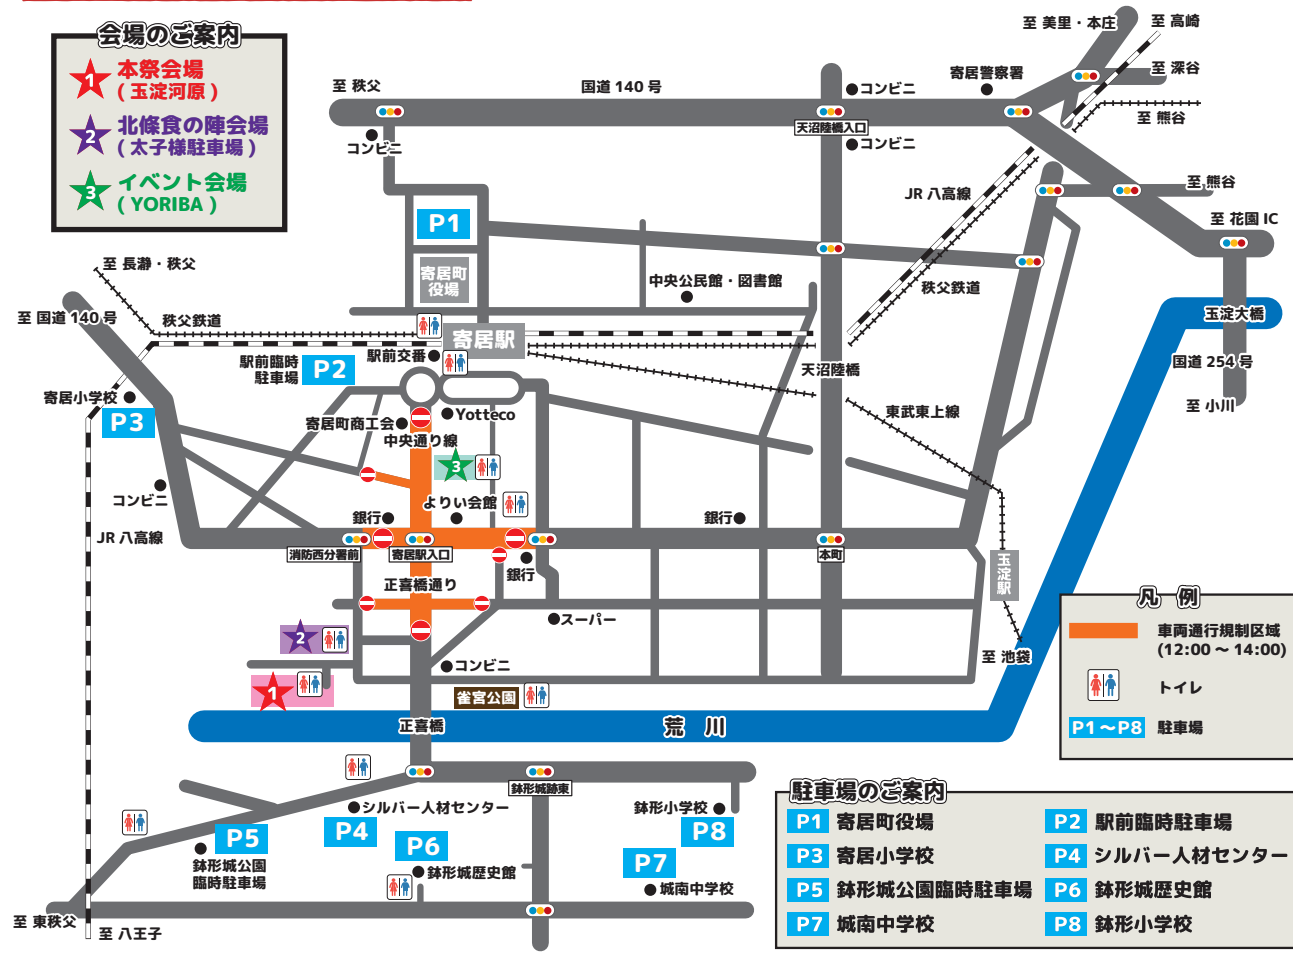 会場のご案内
1
本祭会場
(玉淀河原)
2
北條食の陣会場
(太子様駐車場)
3
イベント会場
(YORIBA)
至 秩父
国道 140 号
コンビニ
寄居警察署
至 美里・本庄
至 高崎
至 深谷
至 熊谷
天沼陸橋入口
コンビニ
コンビニ
JR 八高線
至 熊谷
至 花園 IC
P1
寄居町
役場
中央公民館・図書館
秩父鉄道
至 長瀞・秩父
至 国道 140 号
秩父鉄道
玉淀大橋
寄居駅
駅前交番
駅前臨時
駐車場
P2
天沼陸橋
国道 254 号
寄居小学校
P3
寄居町商工会
Yotteco
中央通り線
東武東上線
至 小川
3
コンビニ
よりい会館
銀行
銀行
JR 八高線
消防西分署前
寄居駅入口
本町
銀行
正喜橋通り
玉淀駅
スーパー
2
コンビニ
至 池袋
1
雀宮公園
正喜橋
荒 川
凡 例
車両通行規制区域
(12:00 ～ 14:00)
トイレ
P1～P8
駐車場
鉢形城跡東
シルバー人材センター
鉢形小学校
P5
P4
P6
P8
P7
鉢形城公園
臨時駐車場
鉢形城歴史館
城南中学校
至 東秩父
至 八王子
駐車場のご案内
P1 寄居町役場
P2 駅前臨時駐車場
P3 寄居小学校
P4 シルバー人材センター
P5 鉢形城公園臨時駐車場
P6 鉢形城歴史館
P7 城南中学校
P8 鉢形小学校